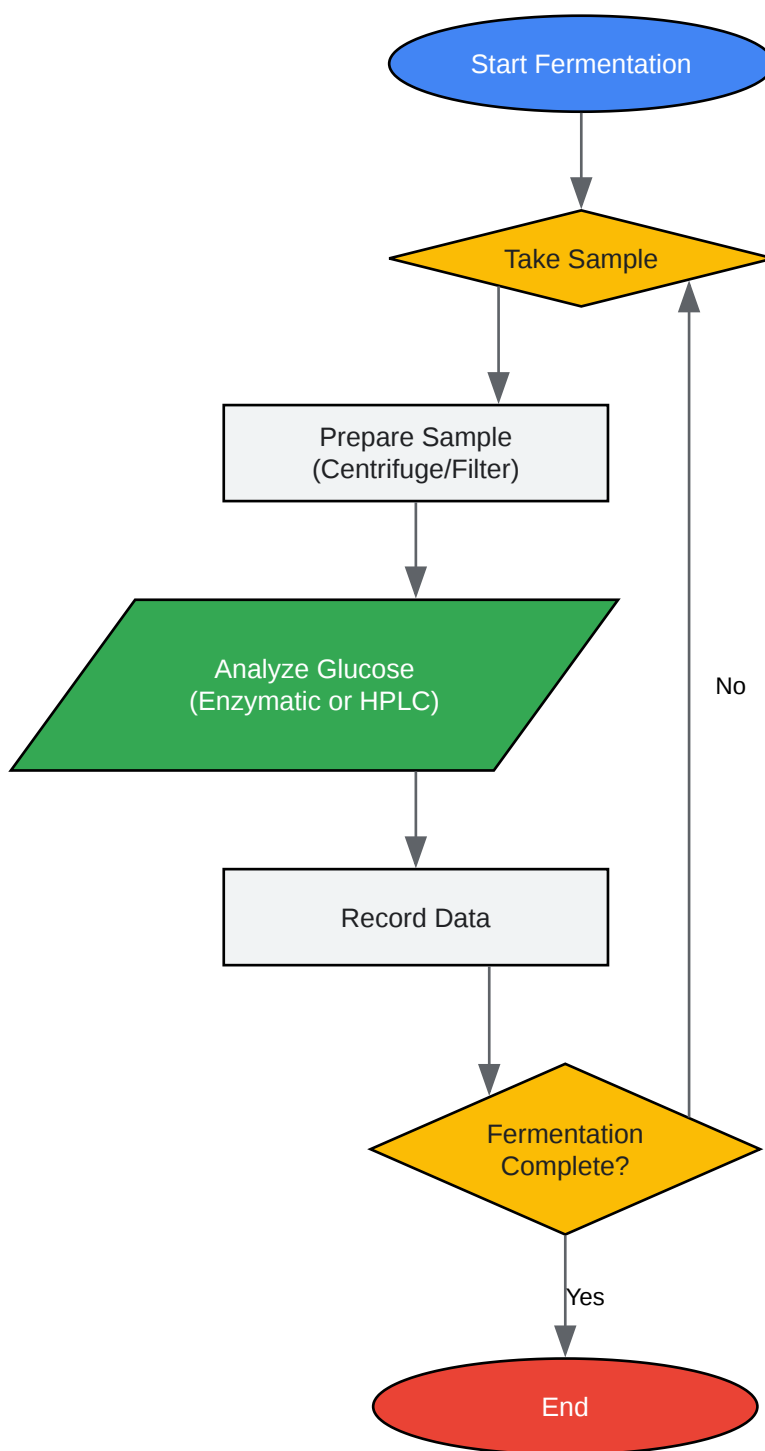 Start Fermentation
Take Sample
Prepare Sample
(Centrifuge/Filter)
Analyze Glucose
(Enzymatic or HPLC)
No
Record Data
Fermentation
Complete?
Yes
End